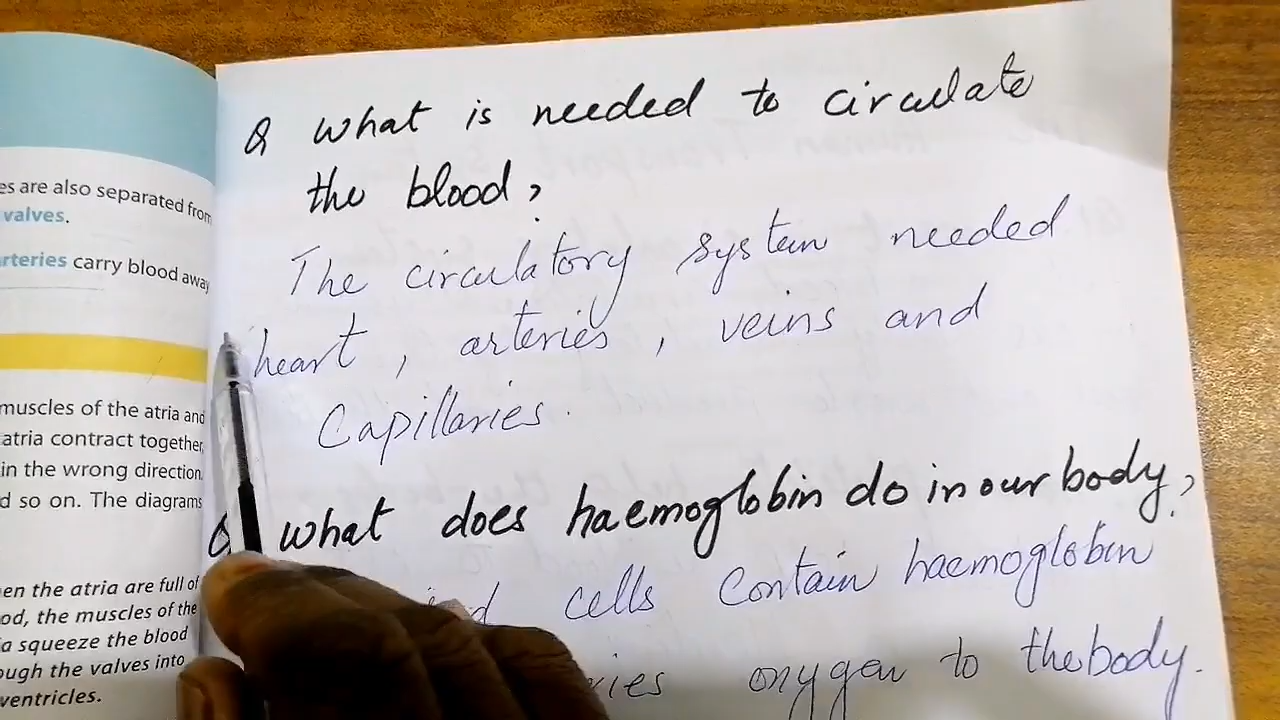 es are also separated from
valves.
rteries carry blood away
muscles of the atria and
atria contract together,
in the wrong direction.
d so on. The diagrams
en the atria are full of
od, the muscles of the
a squeeze the blood
ough the valves into
ventricles.
Q what is needed to circulate
the blood?
The circulatory system needed
heart, arteries, veins and
Capillaries.
Q what does haemoglobin do in our body?
cells Contain haemoglobin
ries oxygen to the body.